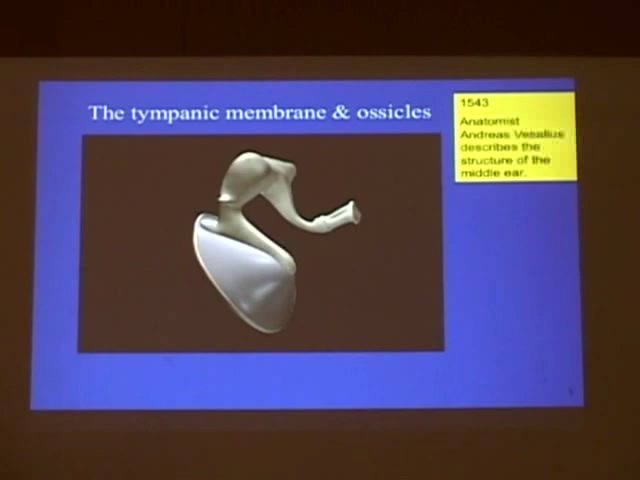 The tympanic membrane & ossicles
1543
Anatomist
Andreas Vesalius
describes the
structure of the
middle ear.